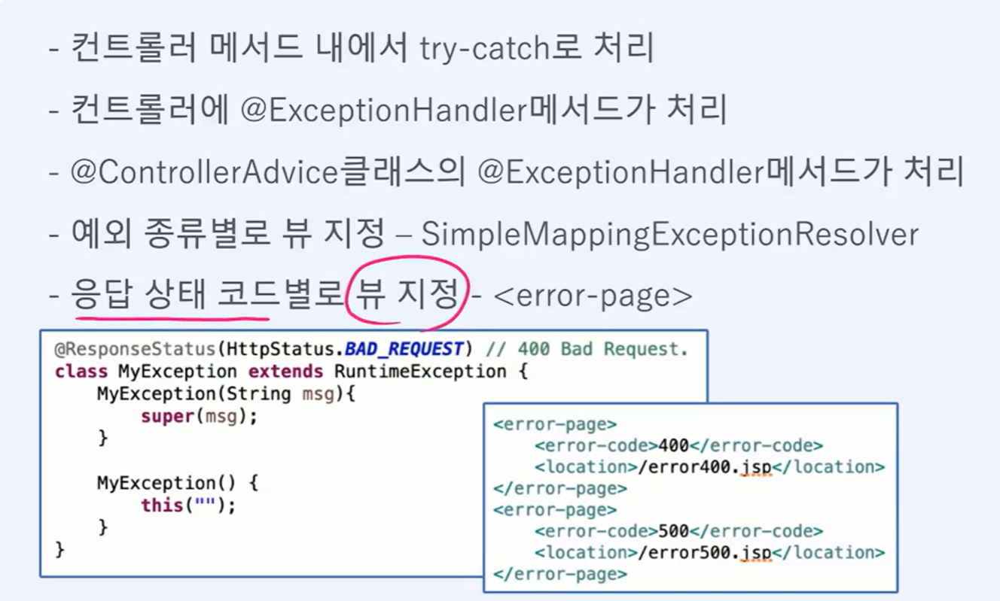 - 컨트롤러 메서드 내에서 try-catch로 처리
- 컨트롤러에 @ExceptionHandler메서드가 처리
- @ControllerAdvice클래스의 @ExceptionHandler메서드가 처리
- 예외 종류별로 뷰 지정 – SimpleMappingExceptionResolver
- 응답 상태 코드별로 뷰 지정 - <error-page>
@ResponseStatus(HttpStatus.BAD_REQUEST) // 400 Bad Request.
class MyException extends RuntimeException {
    MyException(String msg){
        super(msg);
    }
    MyException() {
        this("");
    }
}
<error-page>
    <error-code>400</error-code>
    <location>/error400.jsp</location>
</error-page>
<error-page>
    <error-code>500</error-code>
    <location>/error500.jsp</location>
</error-page>